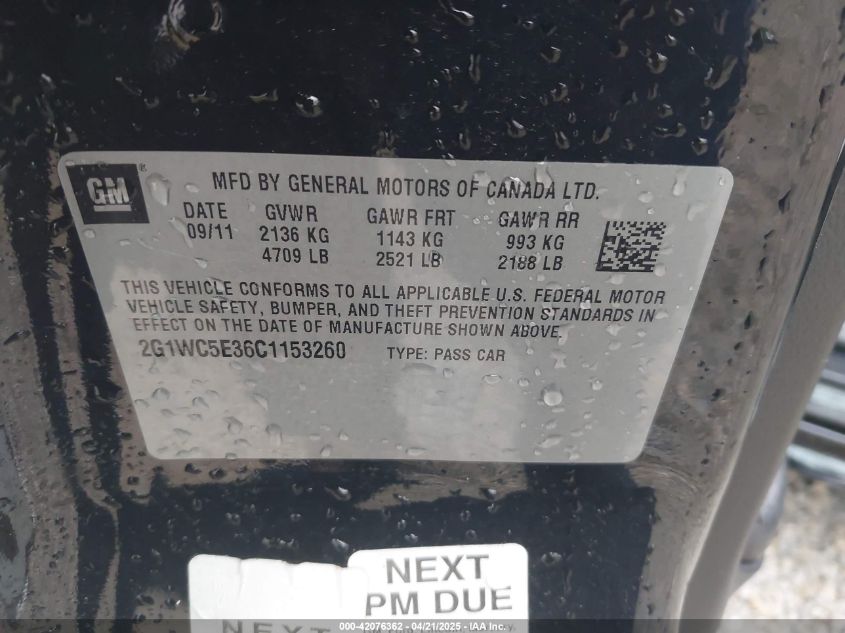 GM
MFD BY GENERAL MOTORS OF CANADA LTD.
DATE GVWR GAWR FRT GAWR RR
09/11 2136 KG 1143 KG 993 KG
4709 LB 2521 LB 2188 LB
THIS VEHICLE CONFORMS TO ALL APPLICABLE U.S. FEDERAL MOTOR
VEHICLE SAFETY, BUMPER, AND THEFT PREVENTION STANDARDS IN
EFFECT ON THE DATE OF MANUFACTURE SHOWN ABOVE.
2G1WC5E36C1153260 TYPE: PASS CAR
NEXT
PM DUE
NEXT
000-42076362 - 04/21/2025 - IAA Inc.